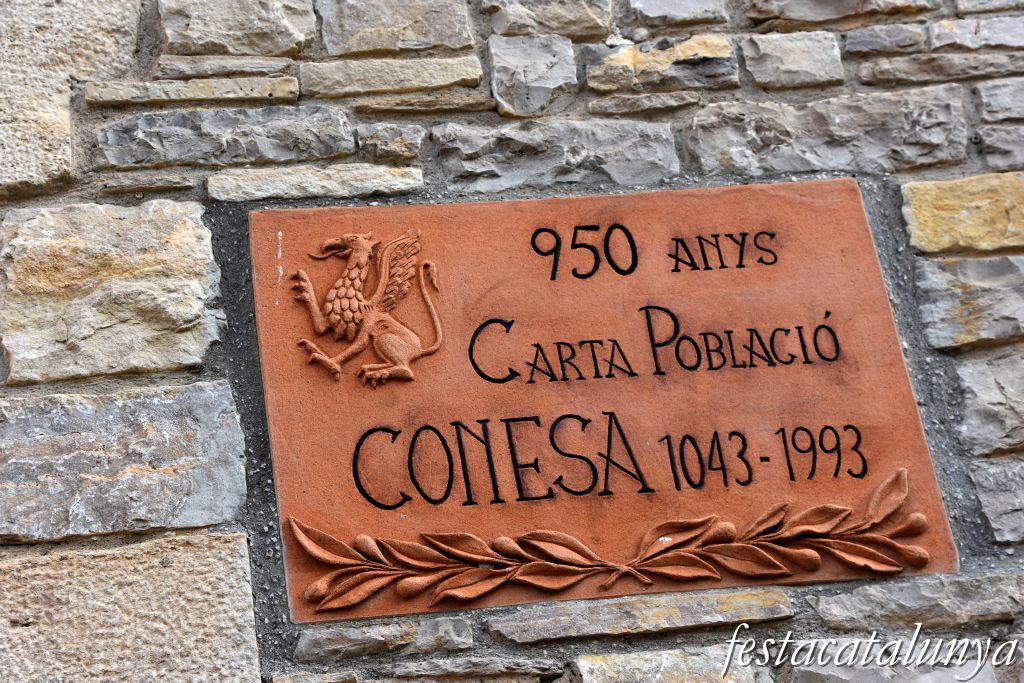 950 ANYS
CARTA POBLACIÓ
CONESA 1043-1993
festacatalunya